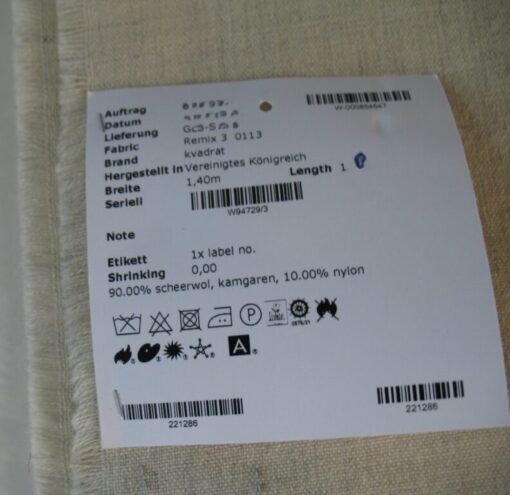 W-000854547
Auftrag
Datum
Lieferung
Fabric Remix 3 0113
Brand kvadrat
Hergestellt in Vereinigtes Königreich
Breite 1,40m Length 1
Seriell
W94729/3
Note
Etikett 1x label no.
Shrinking 0,00
90.00% scheerwol, kamgaren, 10.00% nylon
P
A
221286 221286